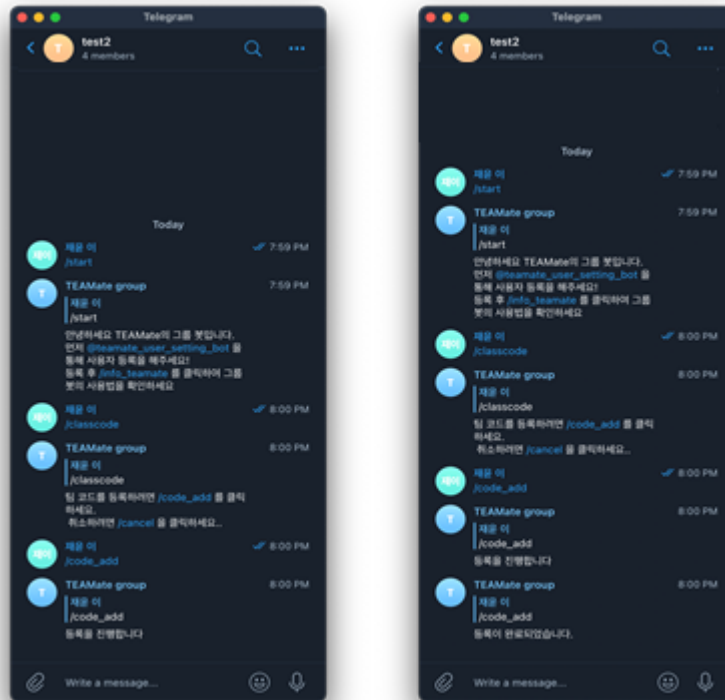 Telegram
test2
4 members
Today
재윤 이
7:59 PM
/start
TEAMate group
7:59 PM
재윤 이
/start
안녕하세요 TEAMate의 그룹 봇입니다.
먼저 @teamate_user_setting_bot 을
통해 사용자 등록을 해주세요!
등록 후 /info_teamate 를 클릭하여 그룹
봇의 사용법을 확인하세요
재윤 이
8:00 PM
/classcode
TEAMate group
8:00 PM
재윤 이
/classcode
팀 코드를 등록하려면 /code_add 를 클릭
하세요.
취소하려면 /cancel 을 클릭하세요..
재윤 이
8:00 PM
/code_add
TEAMate group
8:00 PM
재윤 이
/code_add
등록을 진행합니다
Write a message...
Telegram
test2
4 members
Today
재윤 이
7:59 PM
/start
TEAMate group
7:59 PM
재윤 이
/start
안녕하세요 TEAMate의 그룹 봇입니다.
먼저 @teamate_user_setting_bot 을
통해 사용자 등록을 해주세요!
등록 후 /info_teamate 를 클릭하여 그룹
봇의 사용법을 확인하세요
재윤 이
8:00 PM
/classcode
TEAMate group
8:00 PM
재윤 이
/classcode
팀 코드를 등록하려면 /code_add 를 클릭
하세요.
취소하려면 /cancel 을 클릭하세요..
재윤 이
8:00 PM
/code_add
TEAMate group
8:00 PM
재윤 이
/code_add
등록을 진행합니다
TEAMate group
8:00 PM
재윤 이
/code_add
등록이 완료되었습니다.
Write a message...